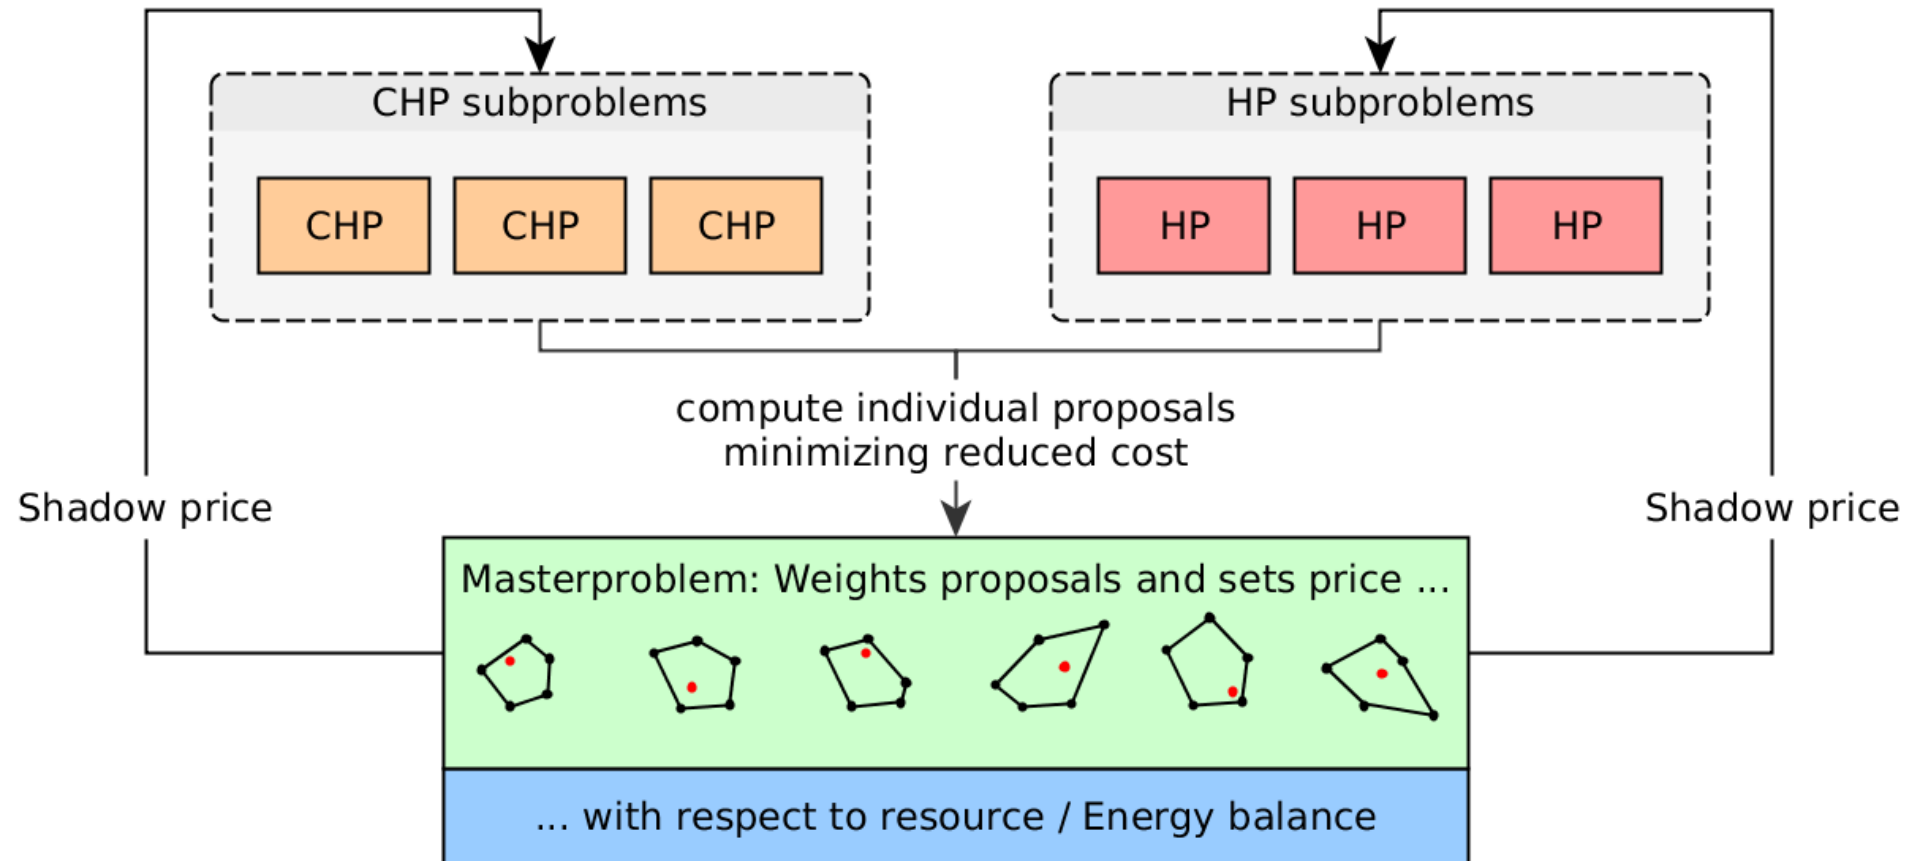 CHP subproblems
HP subproblems
CHP
CHP
CHP
HP
HP
HP
compute individual proposals
minimizing reduced cost
Shadow price
Shadow price
Masterproblem: Weights proposals and sets price ...
... with respect to resource / Energy balance